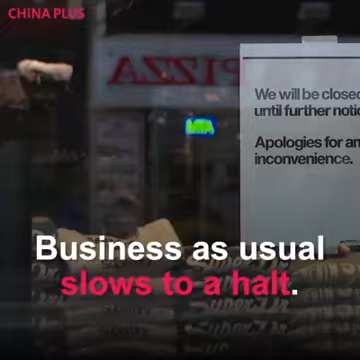 CHINA PLUS
PIZZA
We will be closed
until further noti
Apologies for an
inconvenience.
Business as usual
slows to a halt.